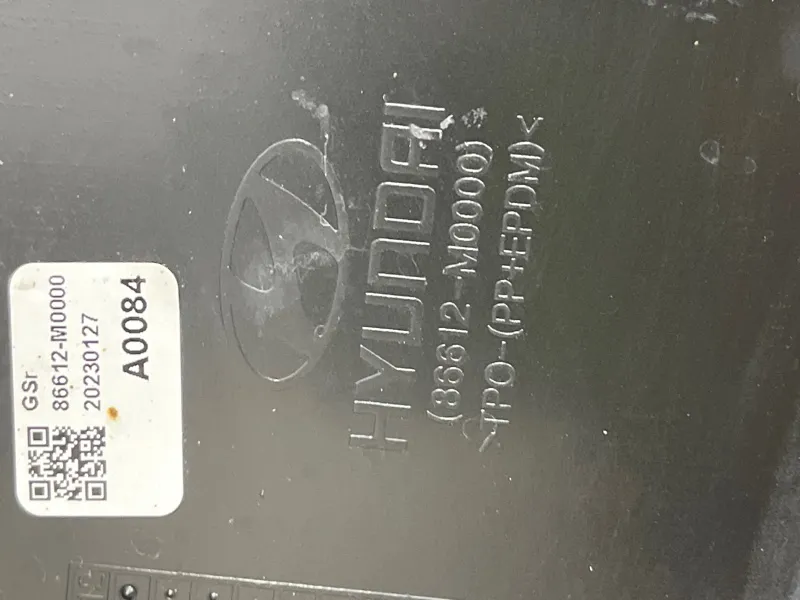 GSr
86612-M0000
20230127
A0084
HYUNDAI
(86612-M0000)
>TPO-(PP+EPDM)<